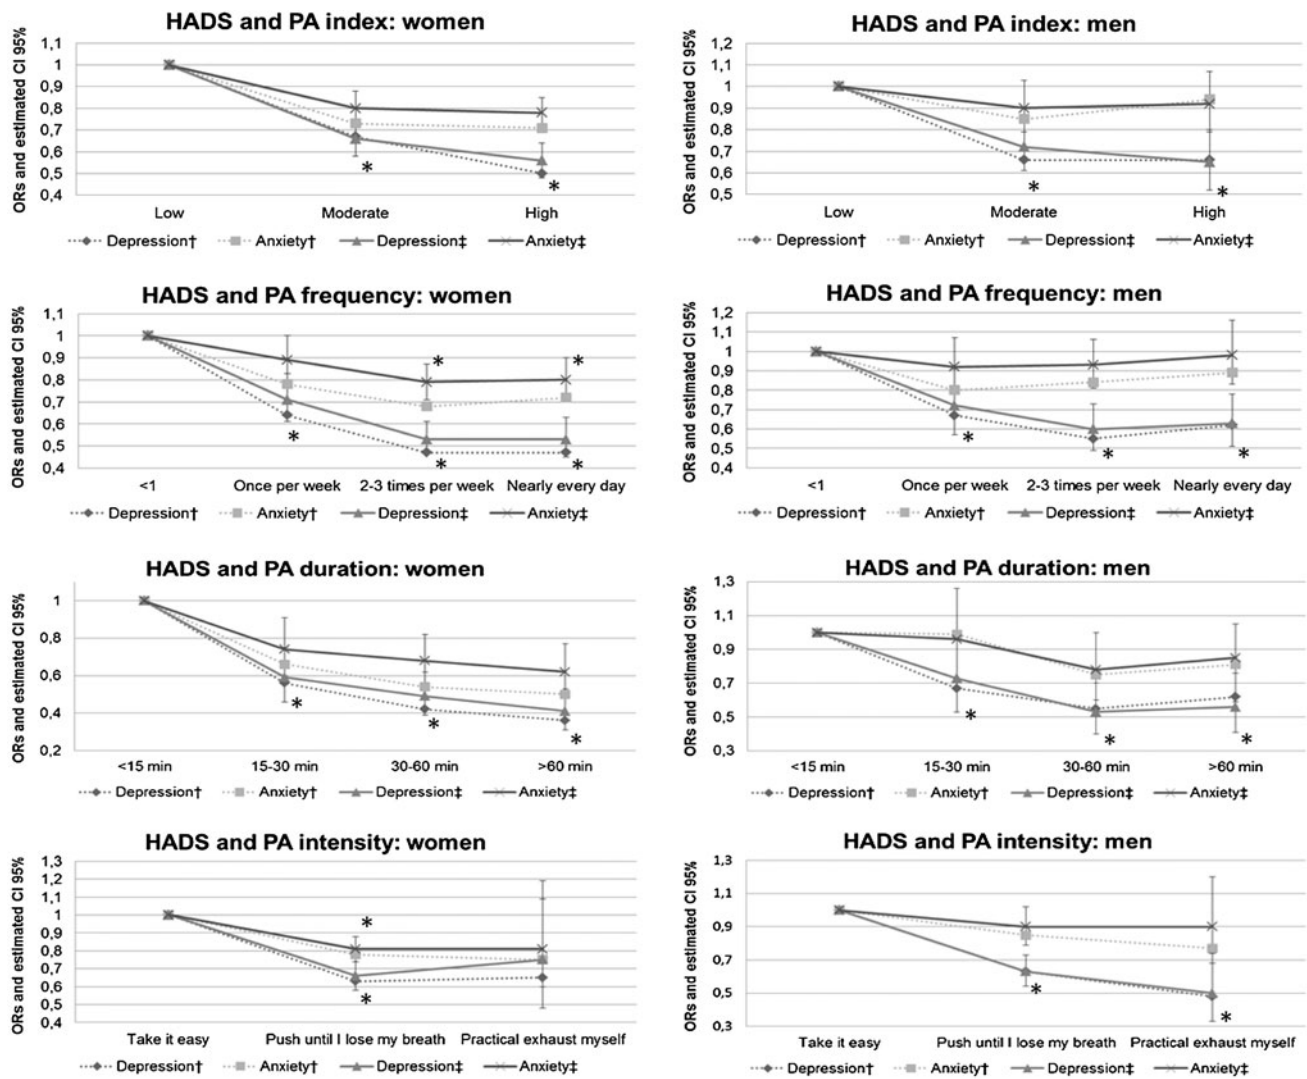 HADS and PA index: women
ORs and estimated CI 95%
1,1
1
0,9
0,8
0,7
0,6
0,5
0,4
*
*
Low Moderate High
Depression† Anxiety† Depression‡ Anxiety‡
HADS and PA index: men
ORs and estimated CI 95%
1,2
1,1
1
0,9
0,8
0,7
0,6
0,5
*
*
Low Moderate High
Depression† Anxiety† Depression‡ Anxiety‡
HADS and PA frequency: women
ORs and estimated CI 95%
1,1
1
0,9
0,8
0,7
0,6
0,5
0,4
* *
*
* *
<1 Once per week 2-3 times per week Nearly every day
Depression† Anxiety† Depression‡ Anxiety‡
HADS and PA frequency: men
ORs and estimated CI 95%
1,2
1,1
1
0,9
0,8
0,7
0,6
0,5
0,4
* * *
<1 Once per week 2-3 times per week Nearly every day
Depression† Anxiety† Depression‡ Anxiety‡
HADS and PA duration: women
ORs and estimated CI 95%
1
0,8
0,6
0,4
0,2
*
*
*
<15 min 15-30 min 30-60 min >60 min
Depression† Anxiety† Depression‡ Anxiety‡
HADS and PA duration: men
ORs and estimated CI 95%
1,3
1,1
0,9
0,7
0,5
0,3
*
* *
<15 min 15-30 min 30-60 min >60 min
Depression† Anxiety† Depression‡ Anxiety‡
HADS and PA intensity: women
ORs and estimated CI 95%
1,3
1,2
1,1
1
0,9
0,8
0,7
0,6
0,5
0,4
*
*
Take it easy Push until I lose my breath Practical exhaust myself
Depression† Anxiety† Depression‡ Anxiety‡
HADS and PA intensity: men
ORs and estimated CI 95%
1,3
1,1
0,9
0,7
0,5
0,3
*
*
Take it easy Push until I lose my breath Practical exhaust myself
Depression† Anxiety† Depression‡ Anxiety‡